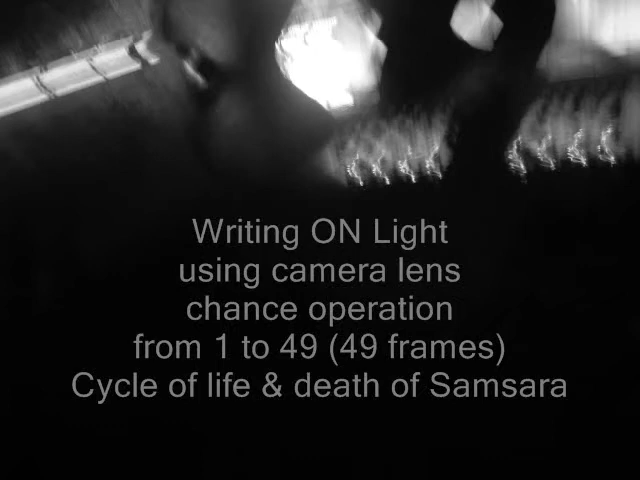 Writing ON Light
using camera lens
chance operation
from 1 to 49 (49 frames)
Cycle of life & death of Samsara